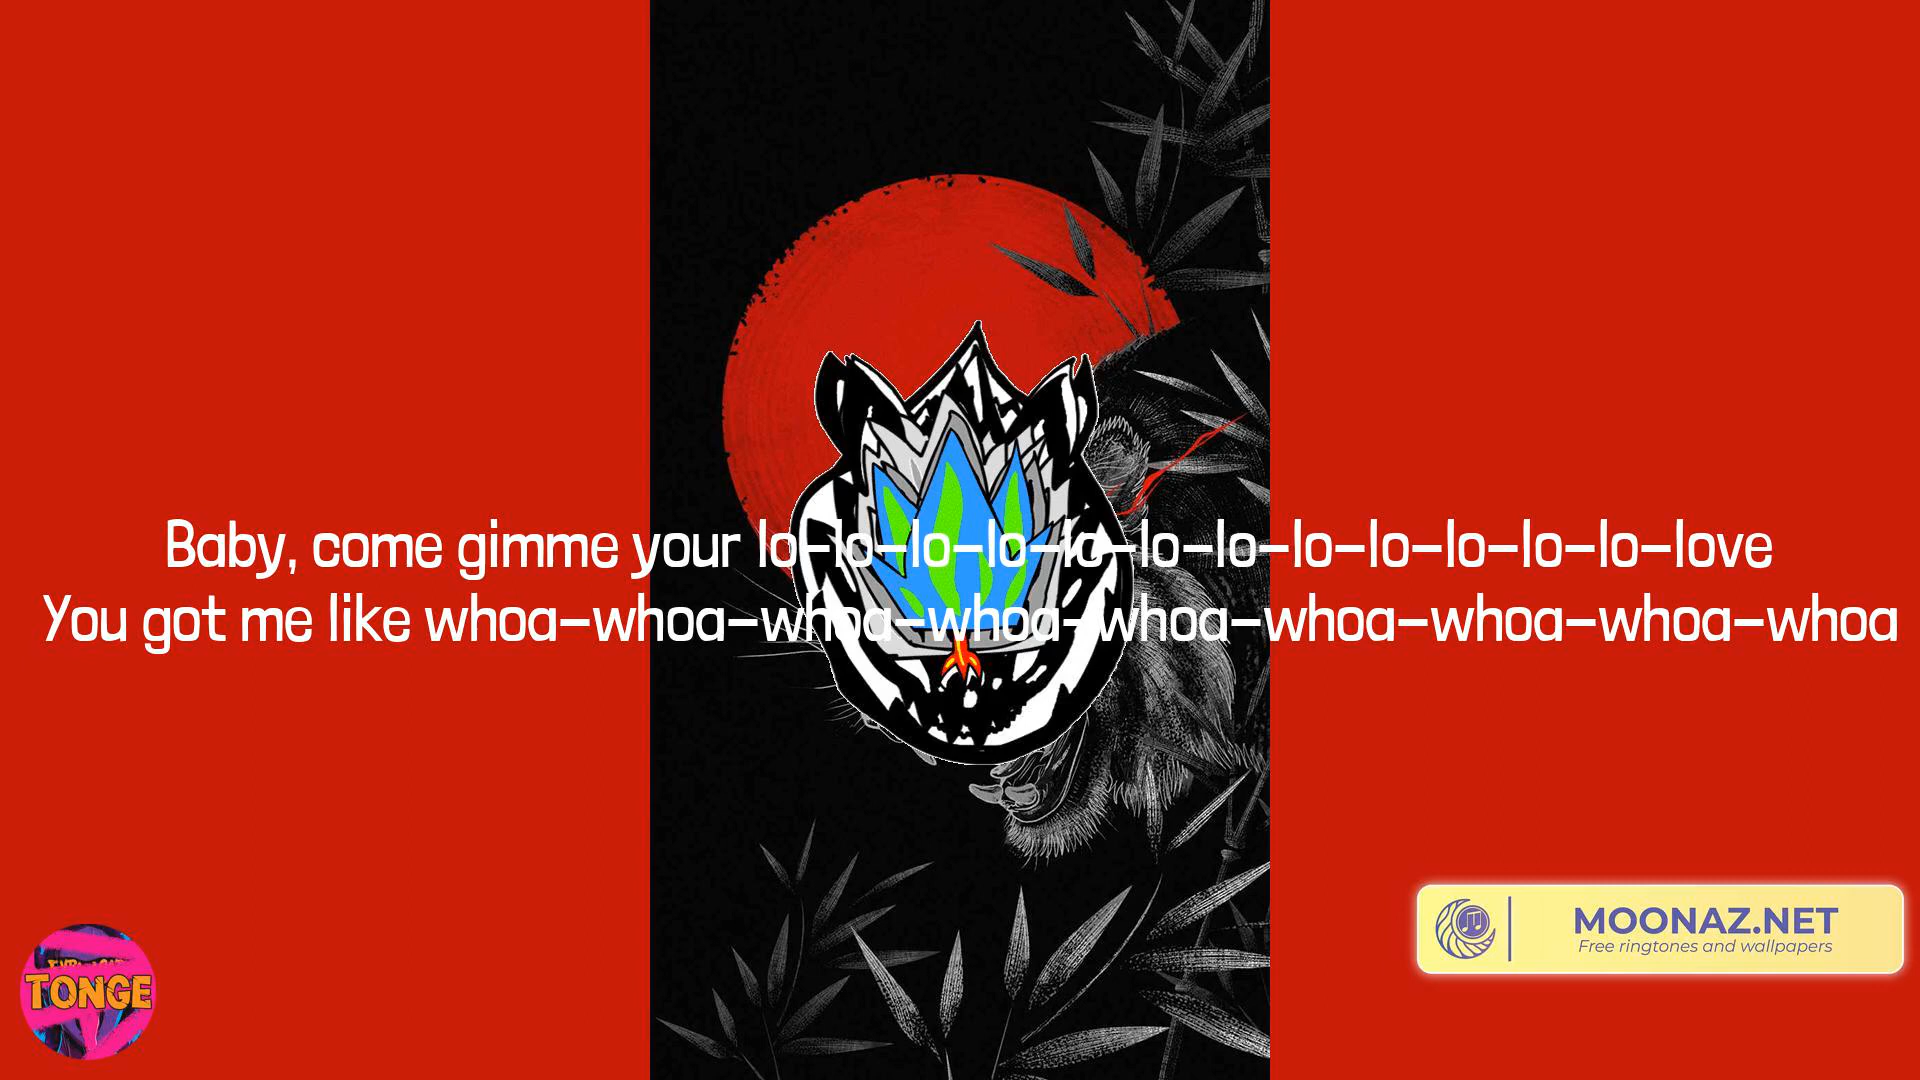 Baby, come gimme your lo-lo-lo-lo-lo-lo-lo-lo-lo-lo-lo-lo-love
You got me like whoa-whoa-whoa-whoa-whoa-whoa-whoa-whoa-whoa
TONGE
MOONAZ.NET
Free ringtones and wallpapers